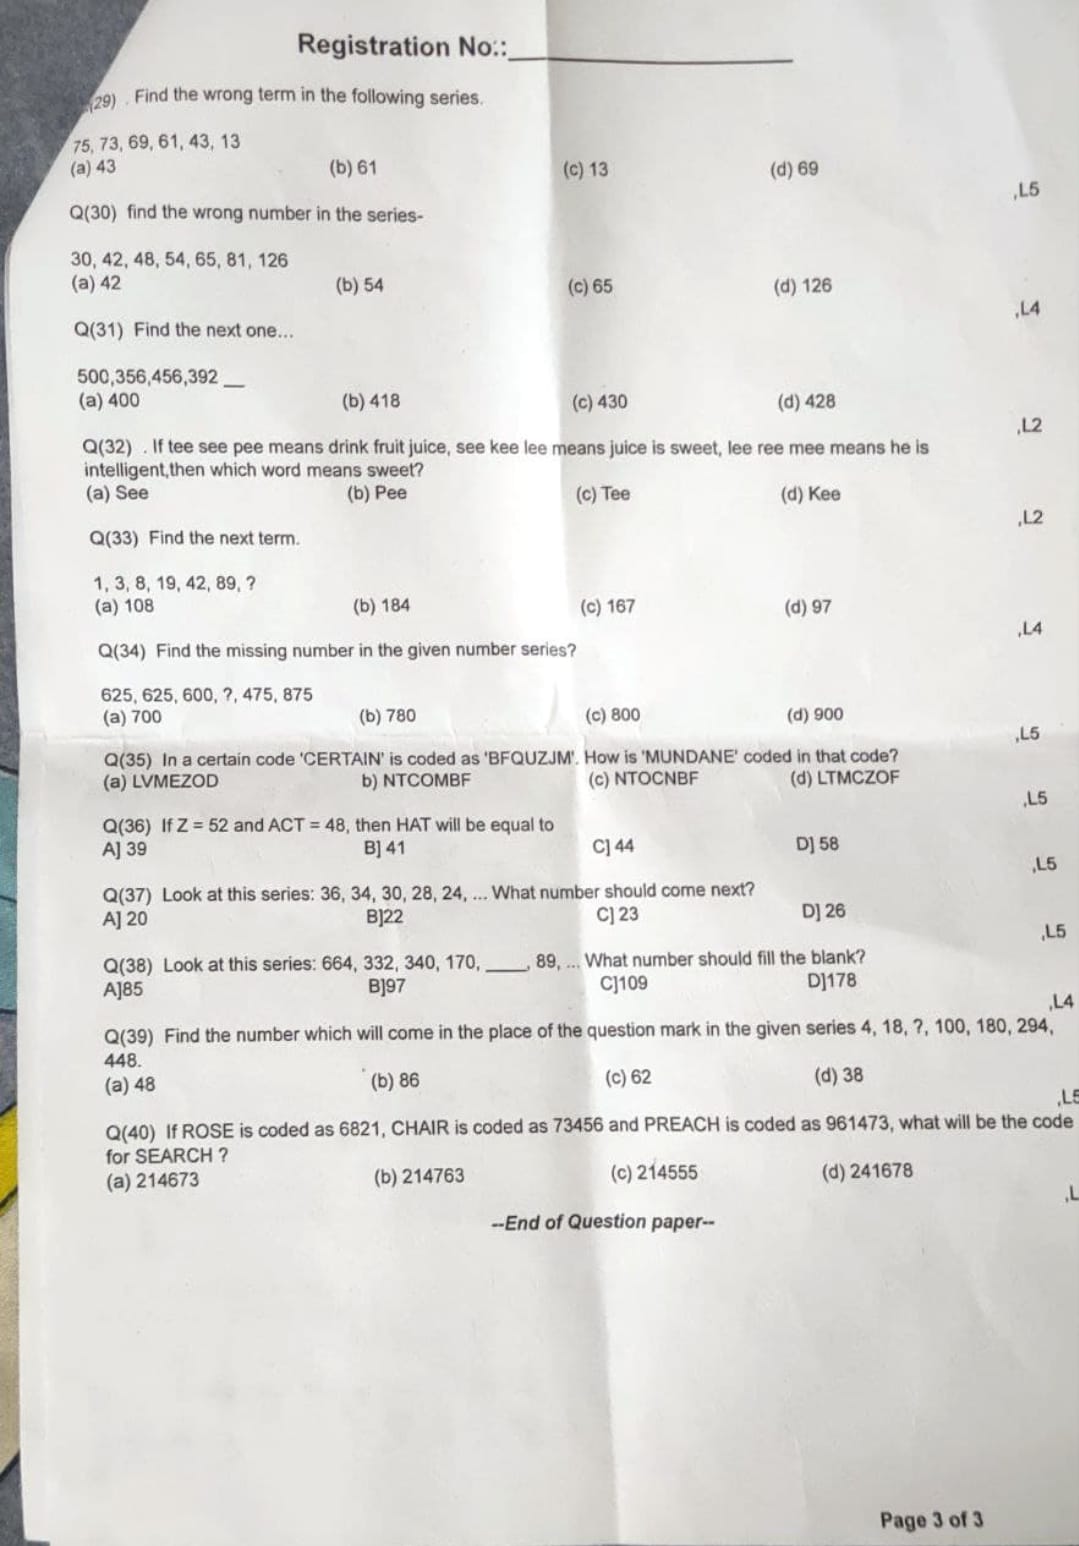 Registration No.:____________________
(29) . Find the wrong term in the following series.
75, 73, 69, 61, 43, 13
(a) 43 (b) 61 (c) 13 (d) 69
,L5
Q(30) find the wrong number in the series-
30, 42, 48, 54, 65, 81, 126
(a) 42 (b) 54 (c) 65 (d) 126
,L4
Q(31) Find the next one...
500,356,456,392 __
(a) 400 (b) 418 (c) 430 (d) 428
,L2
Q(32) . If tee see pee means drink fruit juice, see kee lee means juice is sweet, lee ree mee means he is
intelligent,then which word means sweet?
(a) See (b) Pee (c) Tee (d) Kee
,L2
Q(33) Find the next term.
1, 3, 8, 19, 42, 89, ?
(a) 108 (b) 184 (c) 167 (d) 97
,L4
Q(34) Find the missing number in the given number series?
625, 625, 600, ?, 475, 875
(a) 700 (b) 780 (c) 800 (d) 900
,L5
Q(35) In a certain code 'CERTAIN' is coded as 'BFQUZJM'. How is 'MUNDANE' coded in that code?
(a) LVMEZOD b) NTCOMBF (c) NTOCNBF (d) LTMCZOF
,L5
Q(36) If Z = 52 and ACT = 48, then HAT will be equal to
A] 39 B] 41 C] 44 D] 58
,L5
Q(37) Look at this series: 36, 34, 30, 28, 24, ... What number should come next?
A] 20 B]22 C] 23 D] 26
,L5
Q(38) Look at this series: 664, 332, 340, 170, ____, 89, ... What number should fill the blank?
A]85 B]97 C]109 D]178
,L4
Q(39) Find the number which will come in the place of the question mark in the given series 4, 18, ?, 100, 180, 294,
448.
(a) 48 (b) 86 (c) 62 (d) 38
,L5
Q(40) If ROSE is coded as 6821, CHAIR is coded as 73456 and PREACH is coded as 961473, what will be the code
for SEARCH ?
(a) 214673 (b) 214763 (c) 214555 (d) 241678
,L
--End of Question paper--
Page 3 of 3